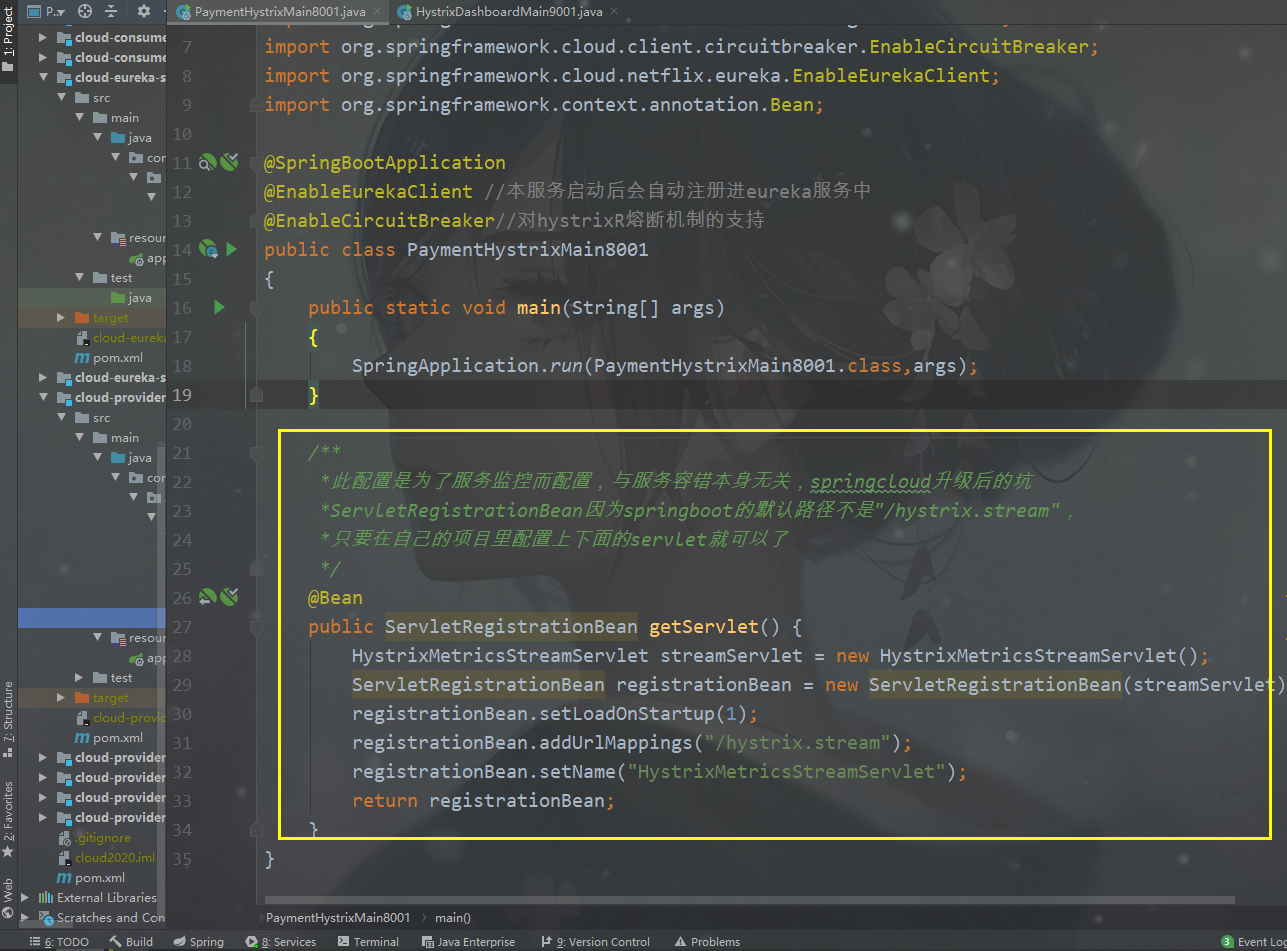 1: Project
P..
PaymentHystrixMain8001.java
HystrixDashboardMain9001.java
cloud-consume
cloud-consume
cloud-eureka-s
src
main
java
con
resour
app
test
java
target
cloud-eureka
pom.xml
cloud-eureka-s
cloud-provider
src
main
java
con
resour
app
test
target
cloud-provid
pom.xml
cloud-provider
cloud-provider
cloud-provider
cloud-provider
.gitignore
cloud2020.iml
pom.xml
External Libraries
Scratches and Con
7: Structure
2: Favorites
Web
7 import org.springframework.cloud.client.circuitbreaker.EnableCircuitBreaker;
8 import org.springframework.cloud.netflix.eureka.EnableEurekaClient;
9 import org.springframework.context.annotation.Bean;
10
11 @SpringBootApplication
12 @EnableEurekaClient //本服务启动后会自动注册进eureka服务中
13 @EnableCircuitBreaker//对hystrixR熔断机制的支持
14 public class PaymentHystrixMain8001
15 {
16 public static void main(String[] args)
17 {
18 SpringApplication.run(PaymentHystrixMain8001.class,args);
19 }
20
21 /**
22 *此配置是为了服务监控而配置，与服务容错本身无关，springcloud升级后的坑
23 *ServletRegistrationBean因为springboot的默认路径不是"/hystrix.stream"，
24 *只要在自己的项目里配置上下面的servlet就可以了
25 */
26 @Bean
27 public ServletRegistrationBean getServlet() {
28 HystrixMetricsStreamServlet streamServlet = new HystrixMetricsStreamServlet();
29 ServletRegistrationBean registrationBean = new ServletRegistrationBean(streamServlet)
30 registrationBean.setLoadOnStartup(1);
31 registrationBean.addUrlMappings("/hystrix.stream");
32 registrationBean.setName("HystrixMetricsStreamServlet");
33 return registrationBean;
34 }
35 }
PaymentHystrixMain8001 › main()
6: TODO Build Spring 8: Services Terminal Java Enterprise 9: Version Control Problems 3 Event Log